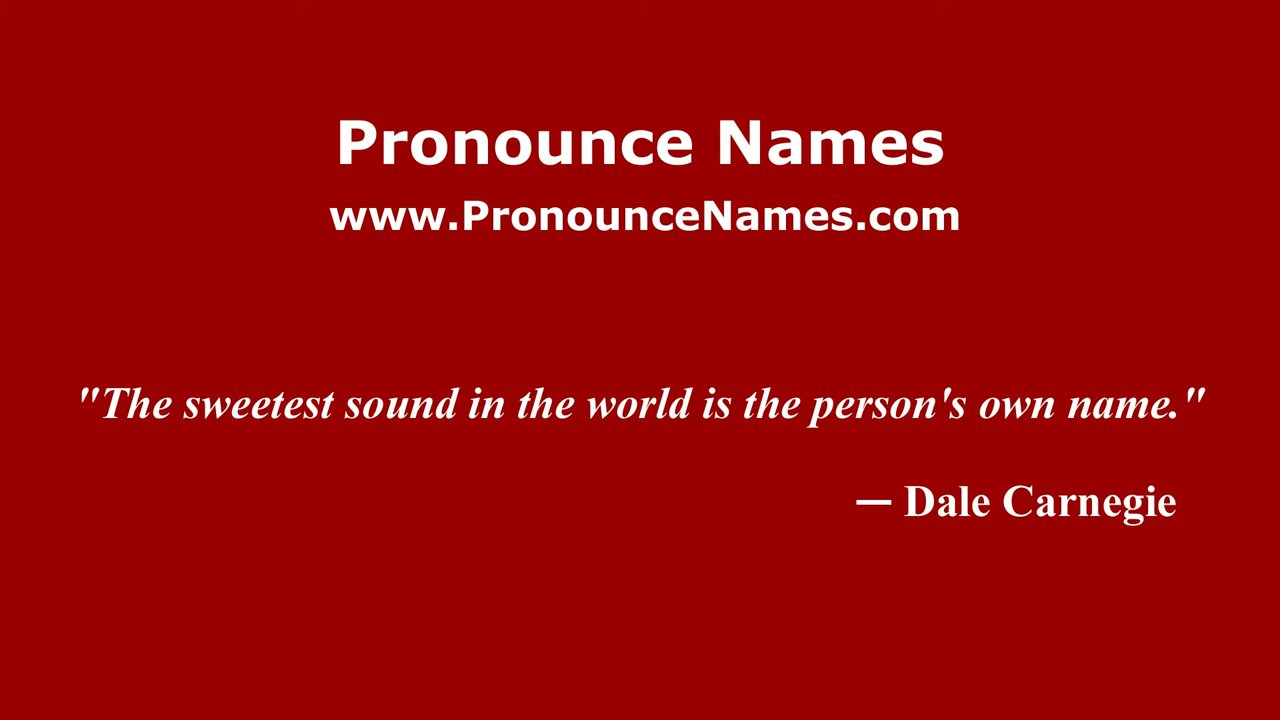 Pronounce Names
www.PronounceNames.com
"The sweetest sound in the world is the person's own name."
— Dale Carnegie